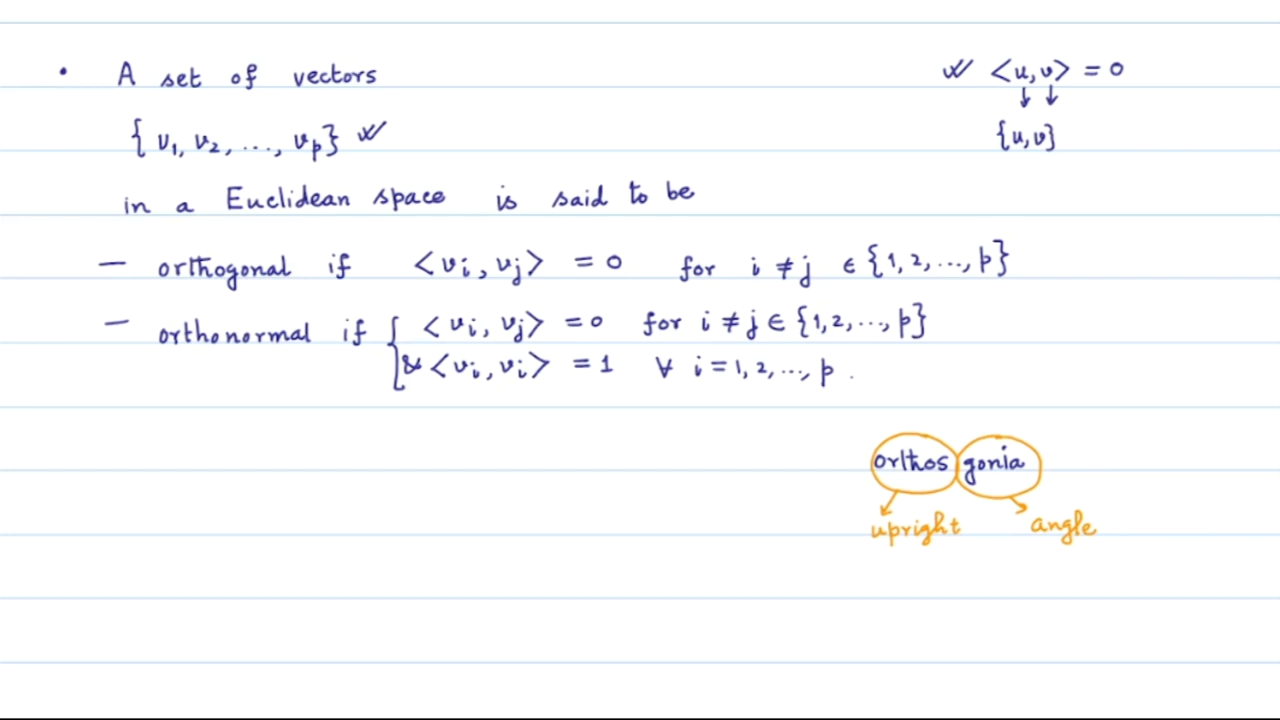 • A set of vectors
√√ <u,v> = 0
↓ ↓
{v₁, v₂, ..., vₚ} √√
{u,v}
in a Euclidean space is said to be
— orthogonal if <vᵢ, vⱼ> = 0 for i ≠ j ∈ {1, 2, ..., p}
— orthonormal if { <vᵢ, vⱼ> = 0 for i ≠ j ∈ {1, 2, ..., p}
& <vᵢ, vᵢ> = 1 ∀ i = 1, 2, ..., p .
orthos gonia
upright angle